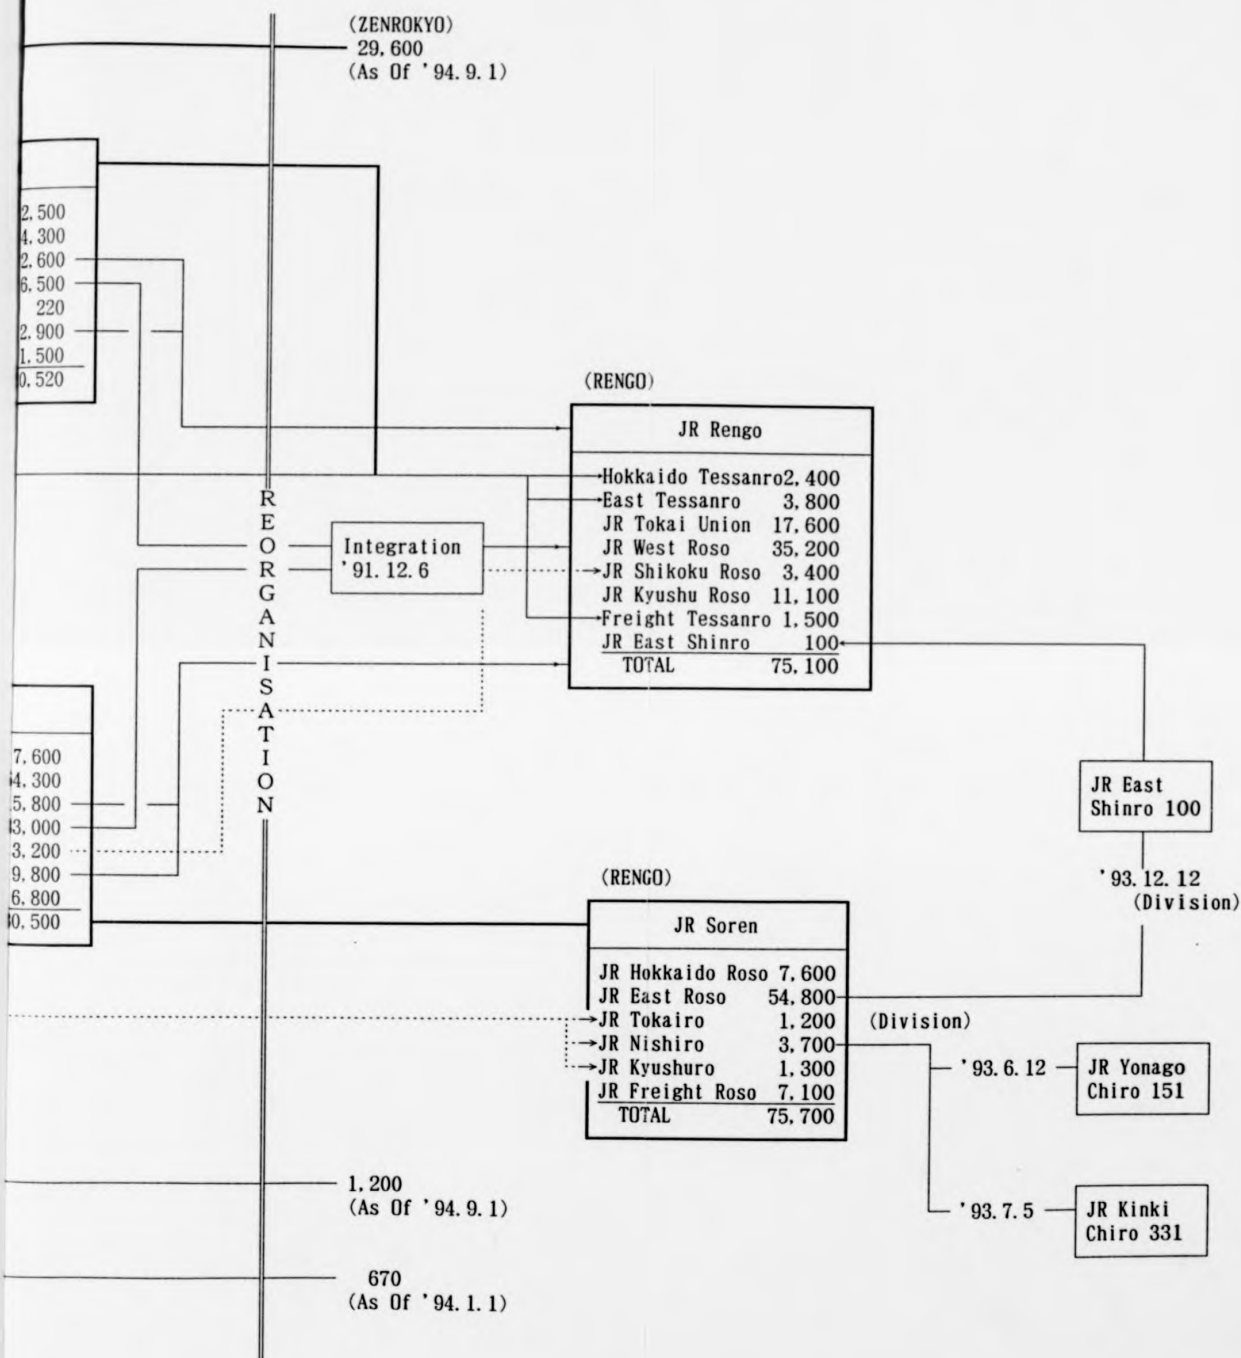 (ZENROKYO)
29,600
(As Of '94.9.1)
2,500
4,300
2,600
6,500
220
2,900
1,500
0,520
(RENGO)
JR Rengo
Hokkaido Tessanro 2,400
East Tessanro 3,800
JR Tokai Union 17,600
JR West Roso 35,200
JR Shikoku Roso 3,400
JR Kyushu Roso 11,100
Freight Tessanro 1,500
JR East Shinro 100
TOTAL 75,100
REORGANISATION
Integration
'91.12.6
7,600
4,300
5,800
3,000
3,200
9,800
6,800
0,500
JR East
Shinro 100
'93.12.12
(Division)
(RENGO)
JR Soren
JR Hokkaido Roso 7,600
JR East Roso 54,800
JR Tokairo 1,200
JR Nishiro 3,700
JR Kyushuro 1,300
JR Freight Roso 7,100
TOTAL 75,700
(Division)
'93.6.12
JR Yonago
Chiro 151
'93.7.5
JR Kinki
Chiro 331
1,200
(As Of '94.9.1)
670
(As Of '94.1.1)